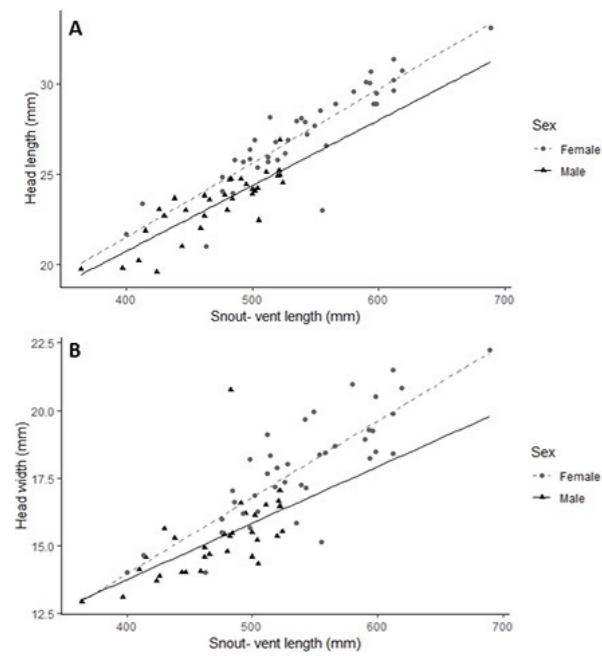 A
Head length (mm)
30
25
20
400 500 600 700
Snout- vent length (mm)
Sex
Female
Male
B
Head width (mm)
22.5
20.0
17.5
15.0
12.5
400 500 600 700
Snout- vent length (mm)
Sex
Female
Male